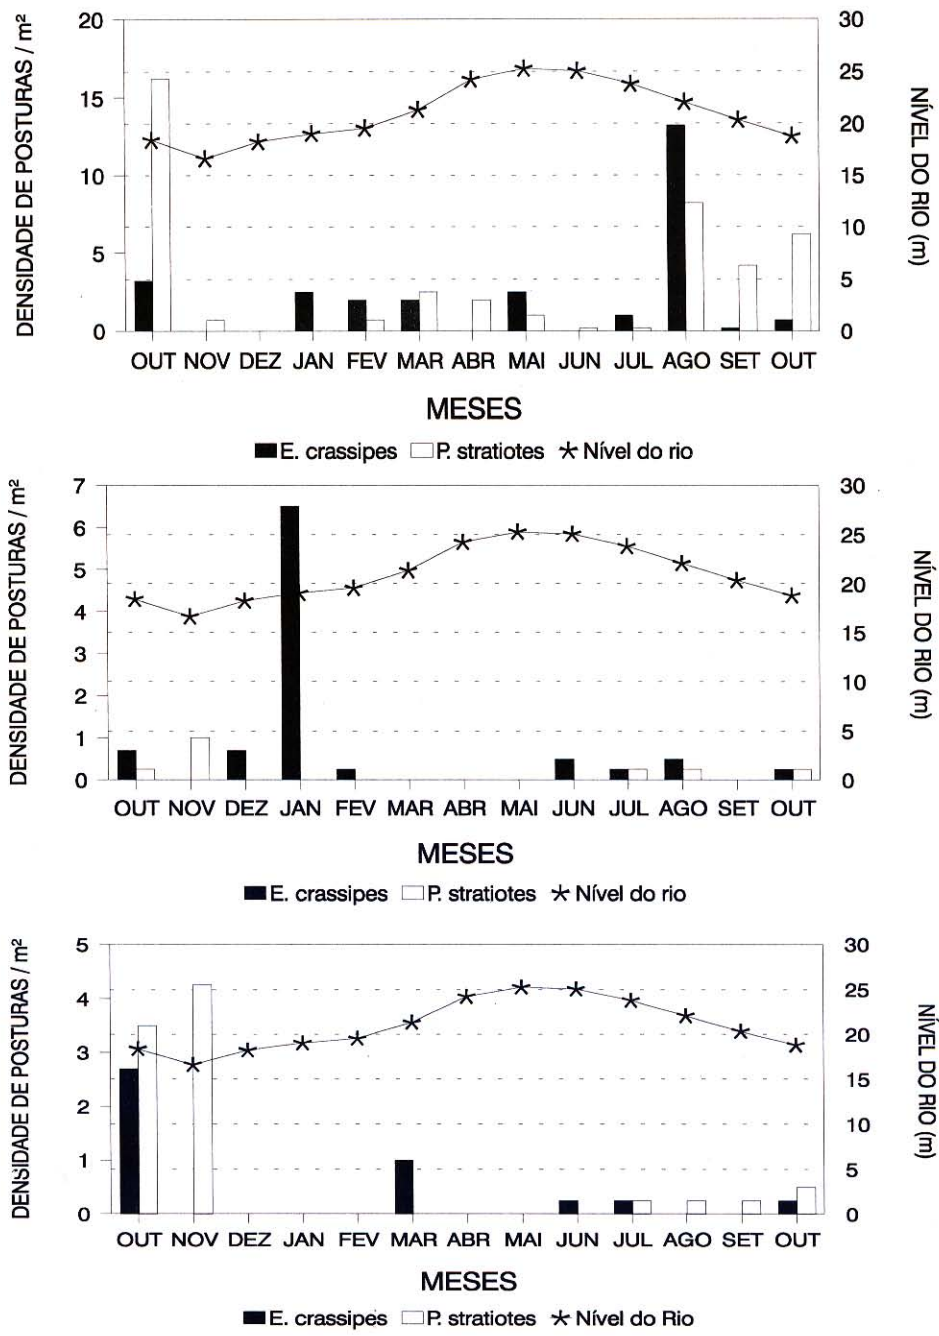 DENSIDADE DE POSTURAS / m²
20
15
10
5
0
30
25
20
15
10
5
0
NÍVEL DO RIO (m)
OUT NOV DEZ JAN FEV MAR ABR MAI JUN JUL AGO SET OUT
MESES
E. crassipes P. stratiotes Nível do rio
DENSIDADE DE POSTURAS / m²
7
6
5
4
3
2
1
0
30
25
20
15
10
5
0
NÍVEL DO RIO (m)
OUT NOV DEZ JAN FEV MAR ABR MAI JUN JUL AGO SET OUT
MESES
E. crassipes P. stratiotes Nível do rio
DENSIDADE DE POSTURAS / m²
5
4
3
2
1
0
30
25
20
15
10
5
0
NÍVEL DO RIO (m)
OUT NOV DEZ JAN FEV MAR ABR MAI JUN JUL AGO SET OUT
MESES
E. crassipes P. stratiotes Nível do Rio